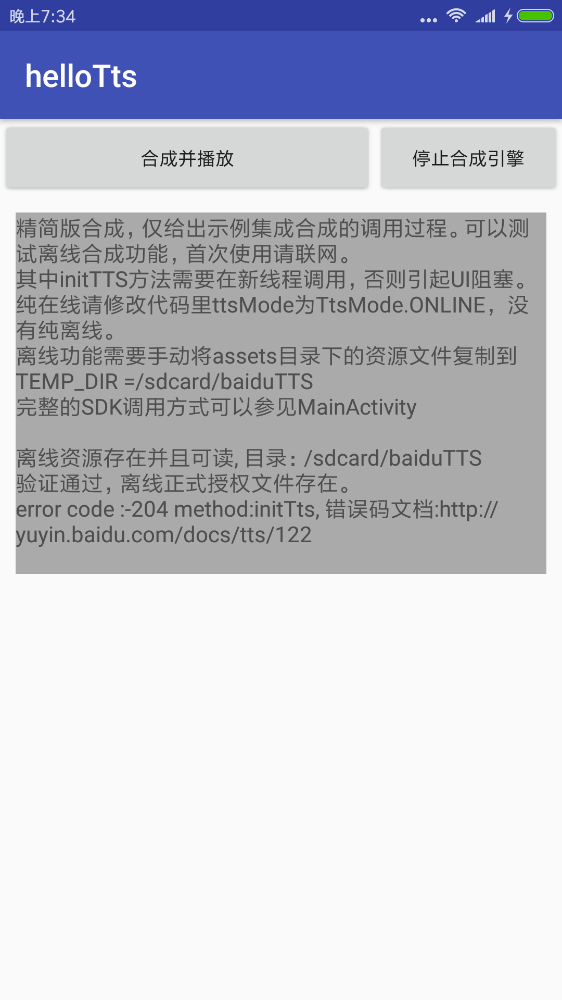 晚上7:34
helloTts
合成并播放 停止合成引擎
精简版合成，仅给出示例集成合成的调用过程。可以测
试离线合成功能，首次使用请联网。
其中initTTS方法需要在新线程调用，否则引起UI阻塞。
纯在线请修改代码里ttsMode为TtsMode.ONLINE，没
有纯离线。
离线功能需要手动将assets目录下的资源文件复制到
TEMP_DIR =/sdcard/baiduTTS
完整的SDK调用方式可以参见MainActivity
离线资源存在并且可读, 目录：/sdcard/baiduTTS
验证通过，离线正式授权文件存在。
error code :-204 method:initTts, 错误码文档:http://
yuyin.baidu.com/docs/tts/122